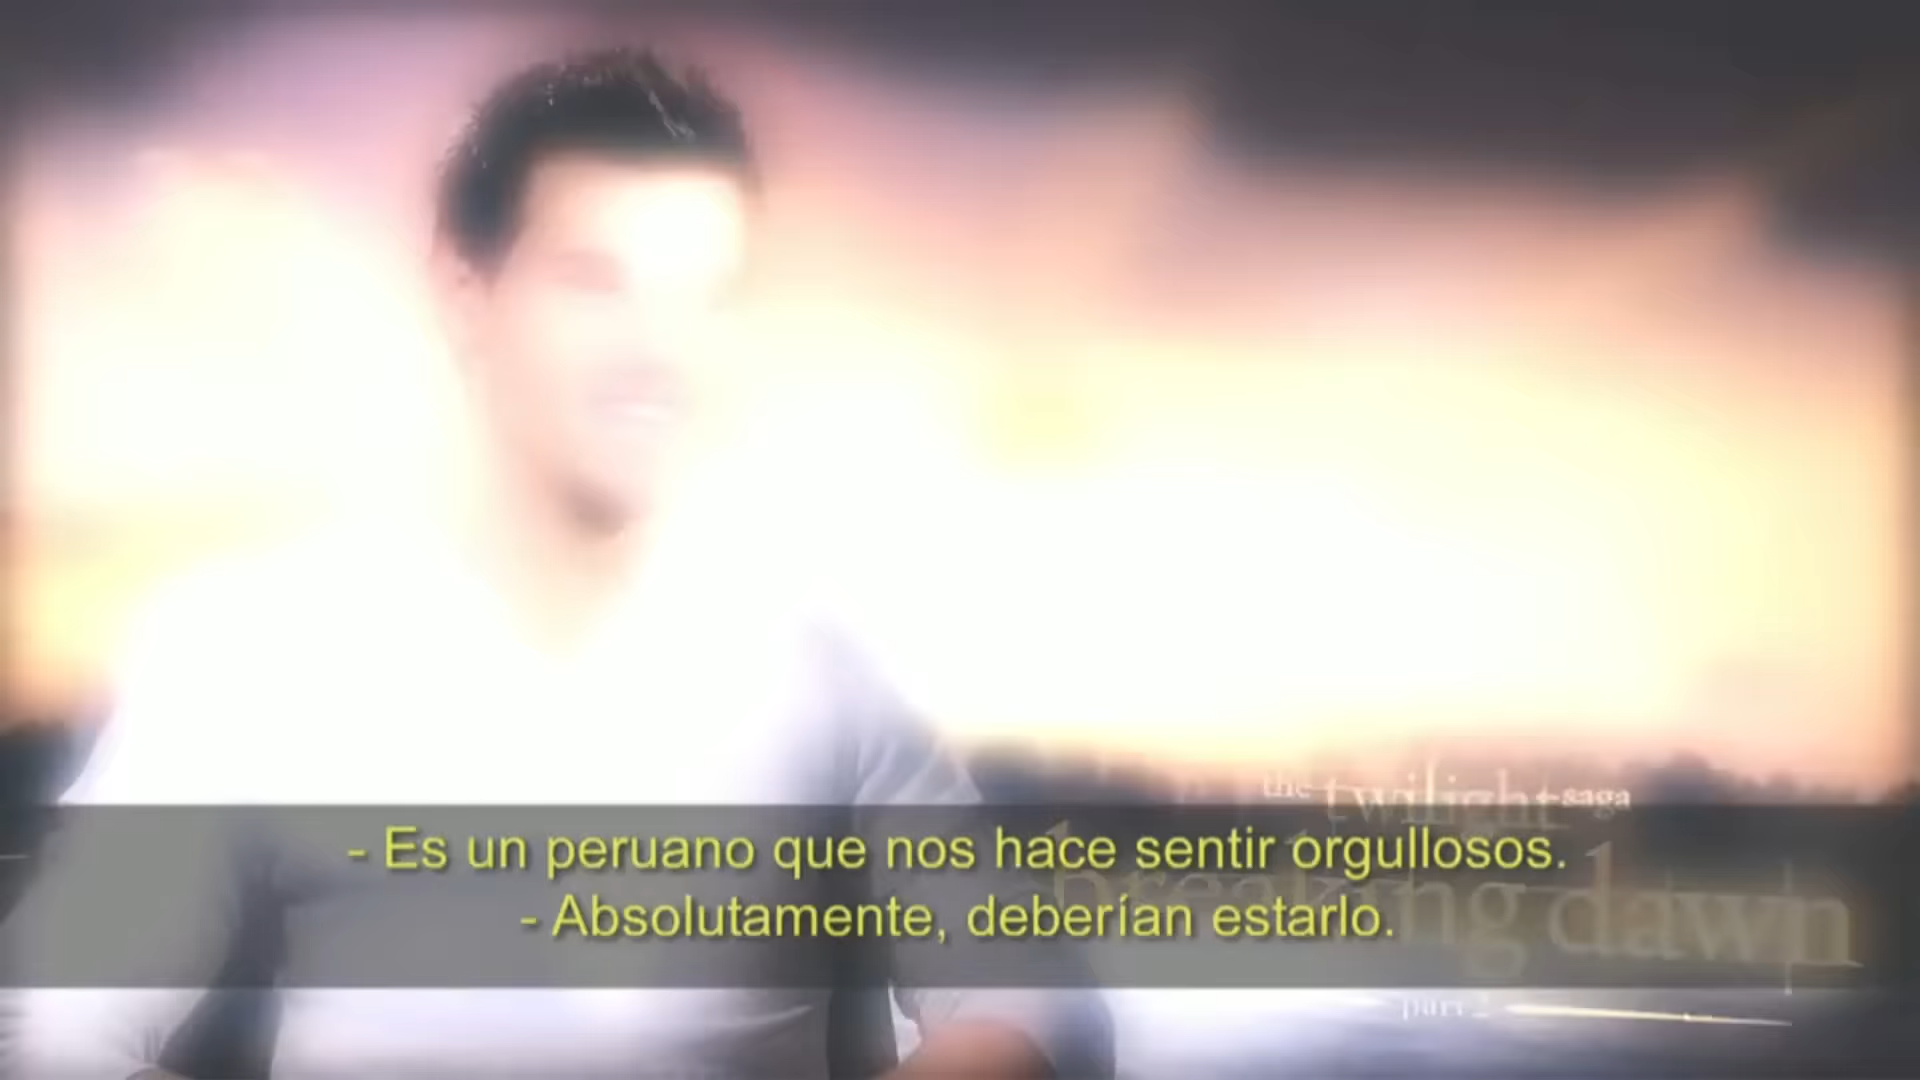 the twilight saga
breaking dawn
part 2
- Es un peruano que nos hace sentir orgullosos.
- Absolutamente, deberían estarlo.